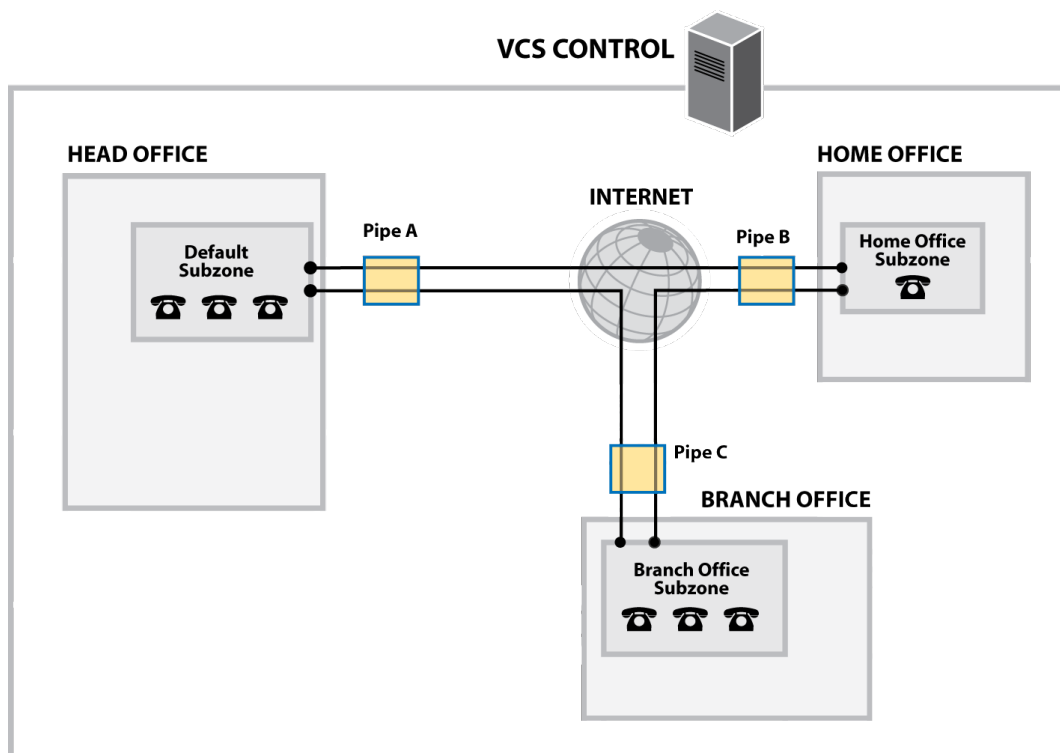 VCS CONTROL
HEAD OFFICE
HOME OFFICE
INTERNET
Pipe A
Pipe B
Default
Subzone
Home Office
Subzone
Pipe C
BRANCH OFFICE
Branch Office
Subzone